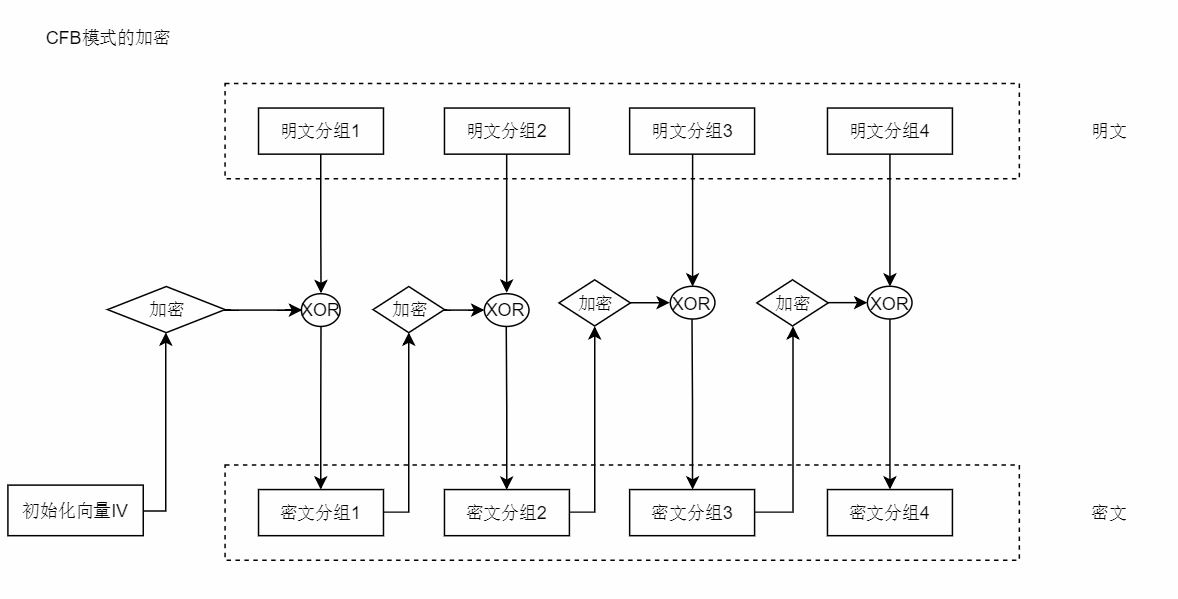 CFB模式的加密
明文分组1
明文分组2
明文分组3
明文分组4
明文
加密
XOR
加密
XOR
加密
XOR
加密
XOR
初始化向量IV
密文分组1
密文分组2
密文分组3
密文分组4
密文